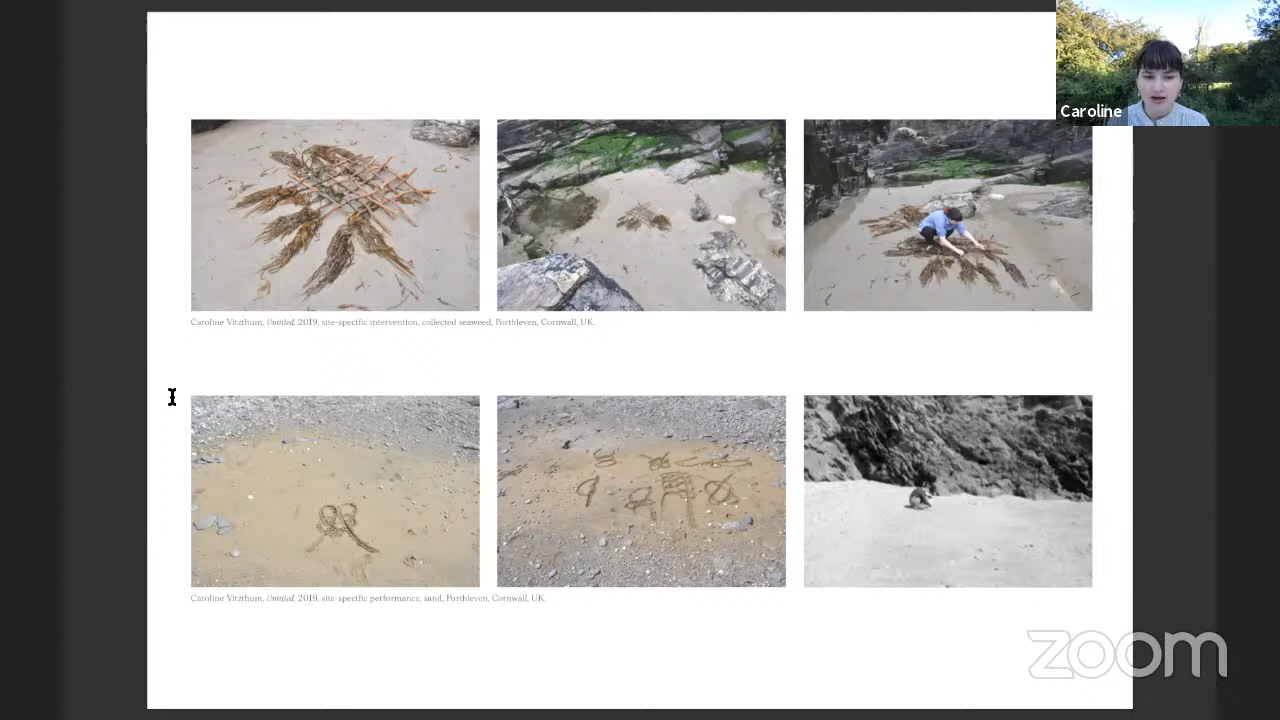 Caroline
Caroline Vitzthum, Untitled, 2019, site-specific intervention, collected seaweed, Porthleven, Cornwall, UK.
Caroline Vitzthum, Untitled, 2019, site-specific performance, sand, Porthleven, Cornwall, UK.
zoom